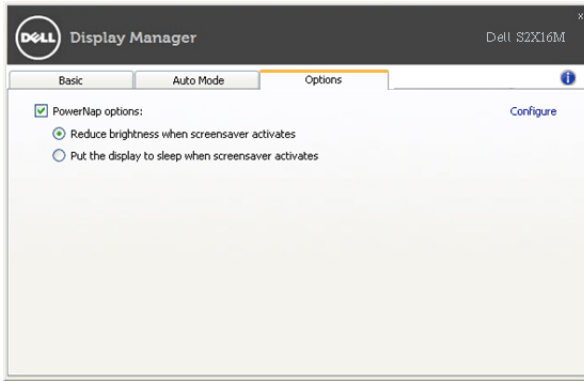 x
DELL Display Manager Dell S2X16M
Basic Auto Mode Options i
PowerNap options: Configure
Reduce brightness when screensaver activates
Put the display to sleep when screensaver activates